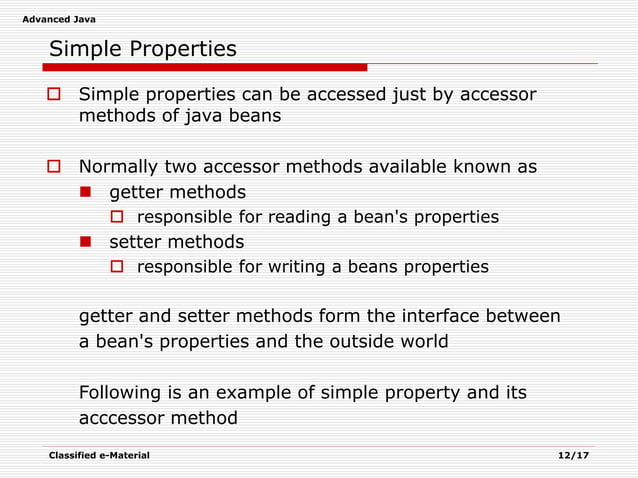 Advanced Java
Simple Properties
Simple properties can be accessed just by accessor
methods of java beans
Normally two accessor methods available known as
getter methods
responsible for reading a bean's properties
setter methods
responsible for writing a beans properties
getter and setter methods form the interface between
a bean's properties and the outside world
Following is an example of simple property and its
acccessor method
Classified e-Material
12/17